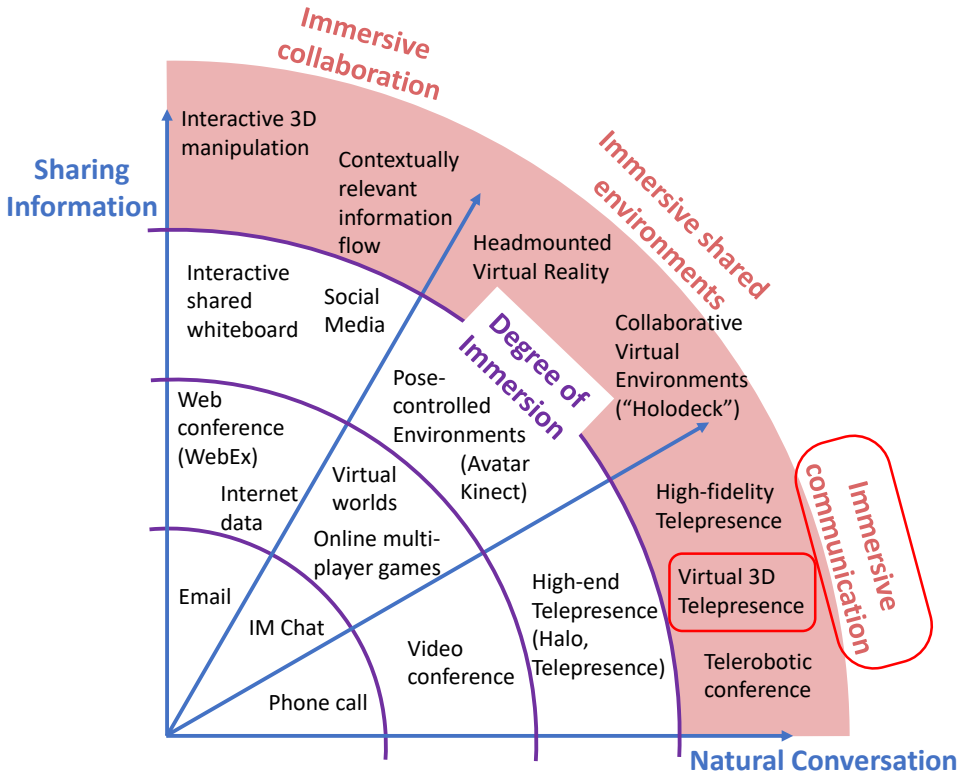 Immersive
collaboration
Interactive 3D
manipulation
Sharing
Information
Contextually
relevant
information
flow
Immersive shared
environments
Headmounted
Virtual Reality
Interactive
shared
whiteboard
Social
Media
Degree of
Immersion
Collaborative
Virtual
Environments
(“Holodeck”)
Pose-
controlled
Environments
(Avatar
Kinect)
Web
conference
(WebEx)
Internet
data
Virtual
worlds
Online multi-
player games
High-fidelity
Telepresence
Immersive
communication
Virtual 3D
Telepresence
High-end
Telepresence
(Halo,
Telepresence)
Email
IM Chat
Video
conference
Telerobotic
conference
Phone call
Natural Conversation